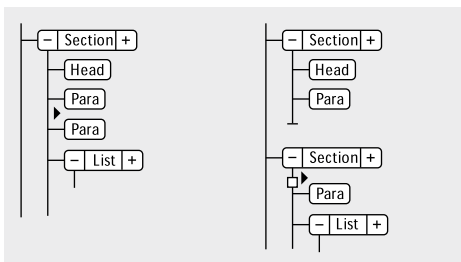 − Section +
Head
Para
Para
− List +
− Section +
Head
Para
− Section +
Para
− List +